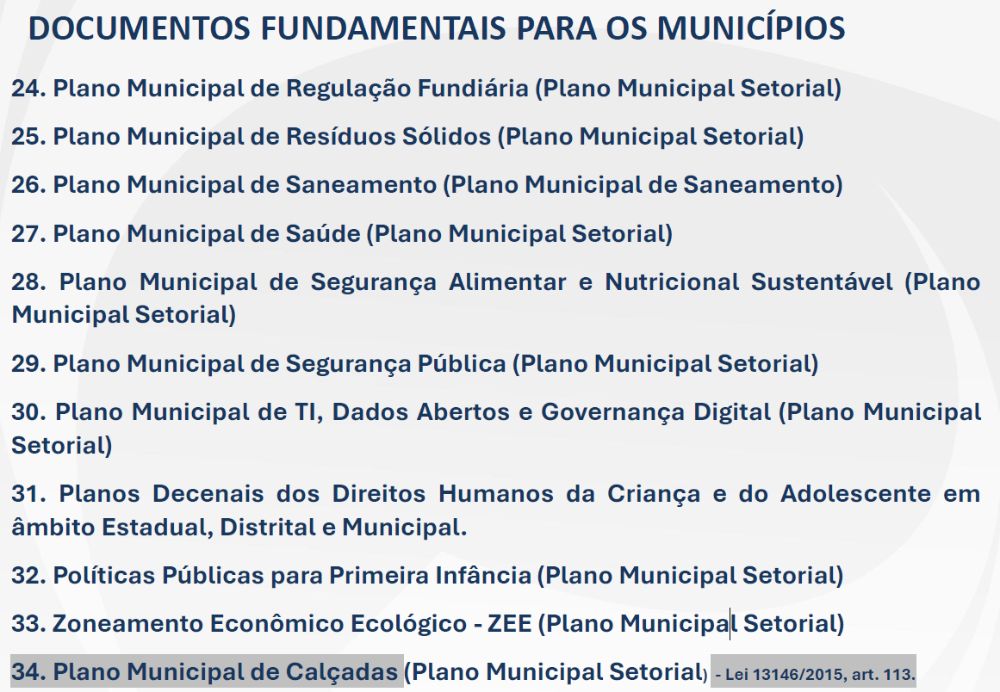 DOCUMENTOS FUNDAMENTAIS PARA OS MUNICÍPIOS
24. Plano Municipal de Regulação Fundiária (Plano Municipal Setorial)
25. Plano Municipal de Resíduos Sólidos (Plano Municipal Setorial)
26. Plano Municipal de Saneamento (Plano Municipal de Saneamento)
27. Plano Municipal de Saúde (Plano Municipal Setorial)
28. Plano Municipal de Segurança Alimentar e Nutricional Sustentável (Plano
Municipal Setorial)
29. Plano Municipal de Segurança Pública (Plano Municipal Setorial)
30. Plano Municipal de TI, Dados Abertos e Governança Digital (Plano Municipal
Setorial)
31. Planos Decenais dos Direitos Humanos da Criança e do Adolescente em
âmbito Estadual, Distrital e Municipal.
32. Políticas Públicas para Primeira Infância (Plano Municipal Setorial)
33. Zoneamento Econômico Ecológico - ZEE (Plano Municipal Setorial)
34. Plano Municipal de Calçadas (Plano Municipal Setorial) - Lei 13146/2015, art. 113.